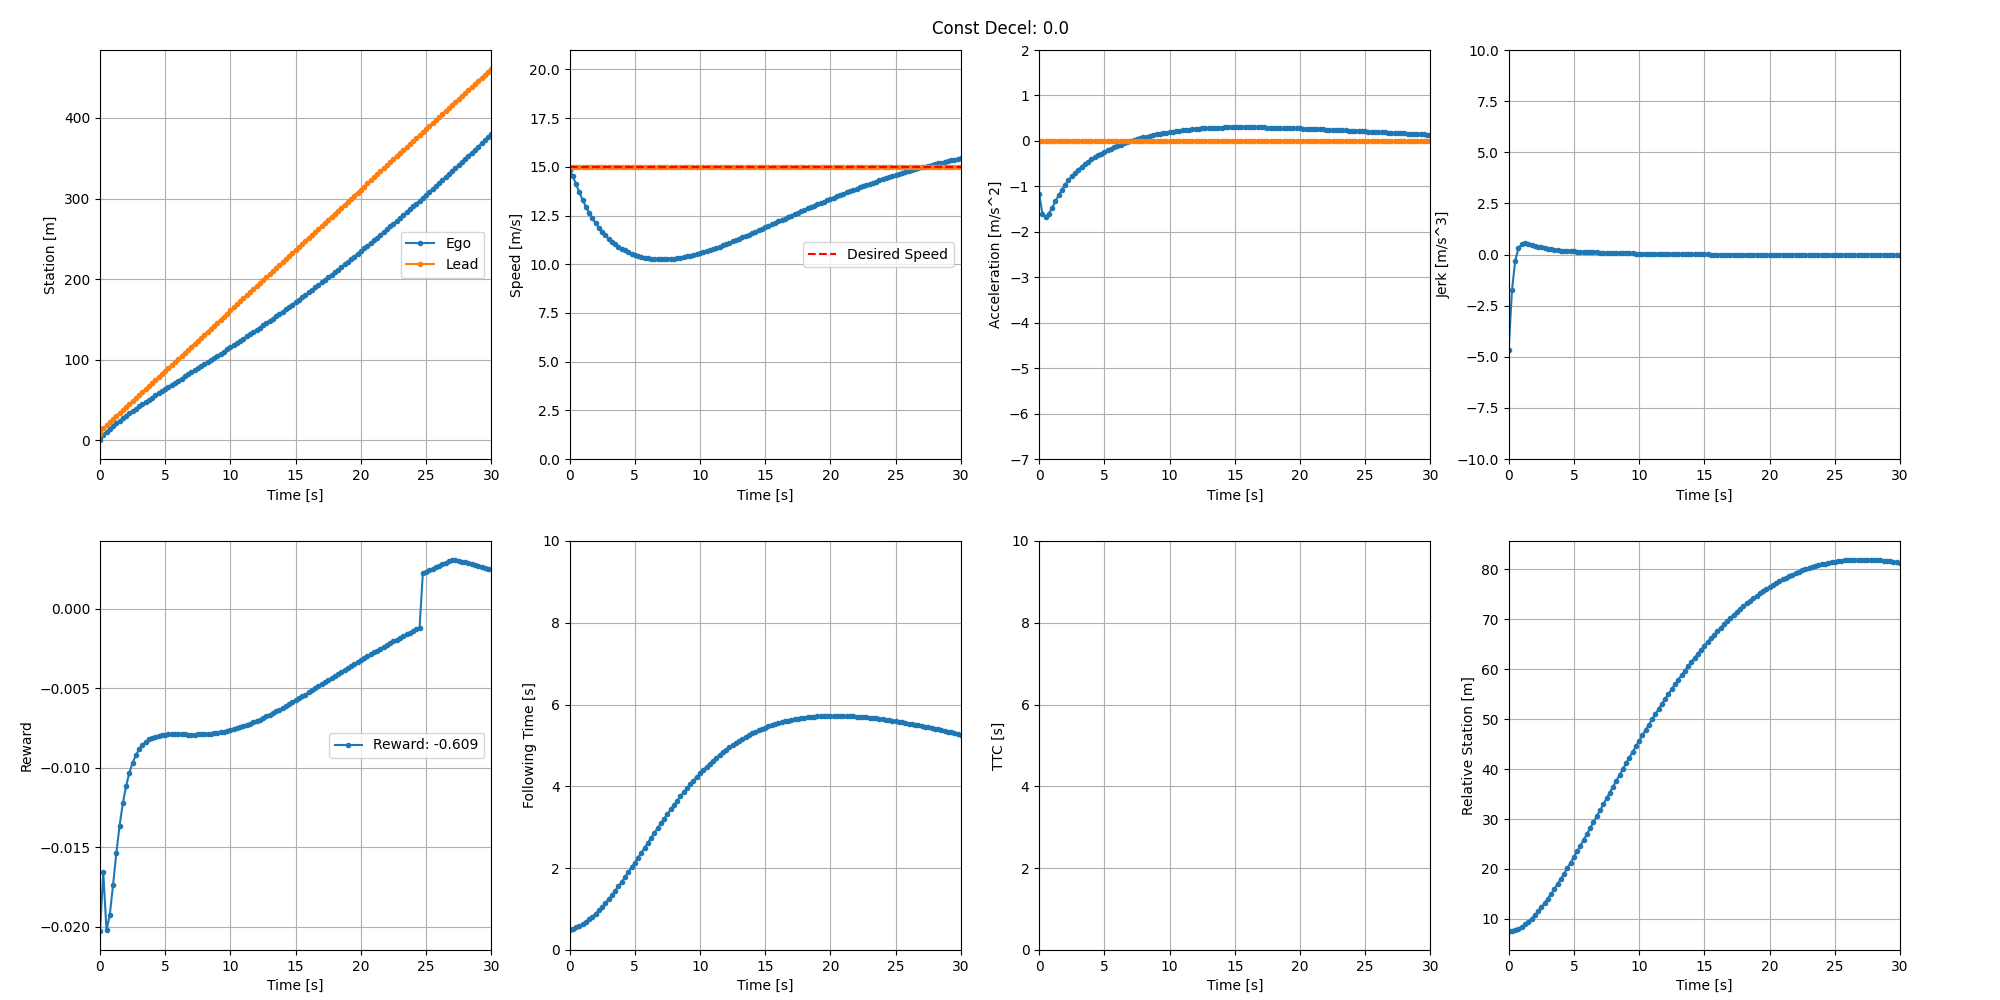 Const Decel: 0.0
Station [m]
400
300
200
100
0
0 5 10 15 20 25 30
Time [s]
Ego
Lead
Speed [m/s]
20.0
17.5
15.0
12.5
10.0
7.5
5.0
2.5
0.0
0 5 10 15 20 25 30
Time [s]
Desired Speed
Acceleration [m/s^2]
2
1
0
−1
−2
−3
−4
−5
−6
−7
0 5 10 15 20 25 30
Time [s]
Jerk [m/s^3]
10.0
7.5
5.0
2.5
0.0
−2.5
−5.0
−7.5
−10.0
0 5 10 15 20 25 30
Time [s]
Reward
0.000
−0.005
−0.010
−0.015
−0.020
0 5 10 15 20 25 30
Time [s]
Reward: -0.609
Following Time [s]
10
8
6
4
2
0
0 5 10 15 20 25 30
Time [s]
TTC [s]
10
8
6
4
2
0
0 5 10 15 20 25 30
Time [s]
Relative Station [m]
80
70
60
50
40
30
20
10
0 5 10 15 20 25 30
Time [s]